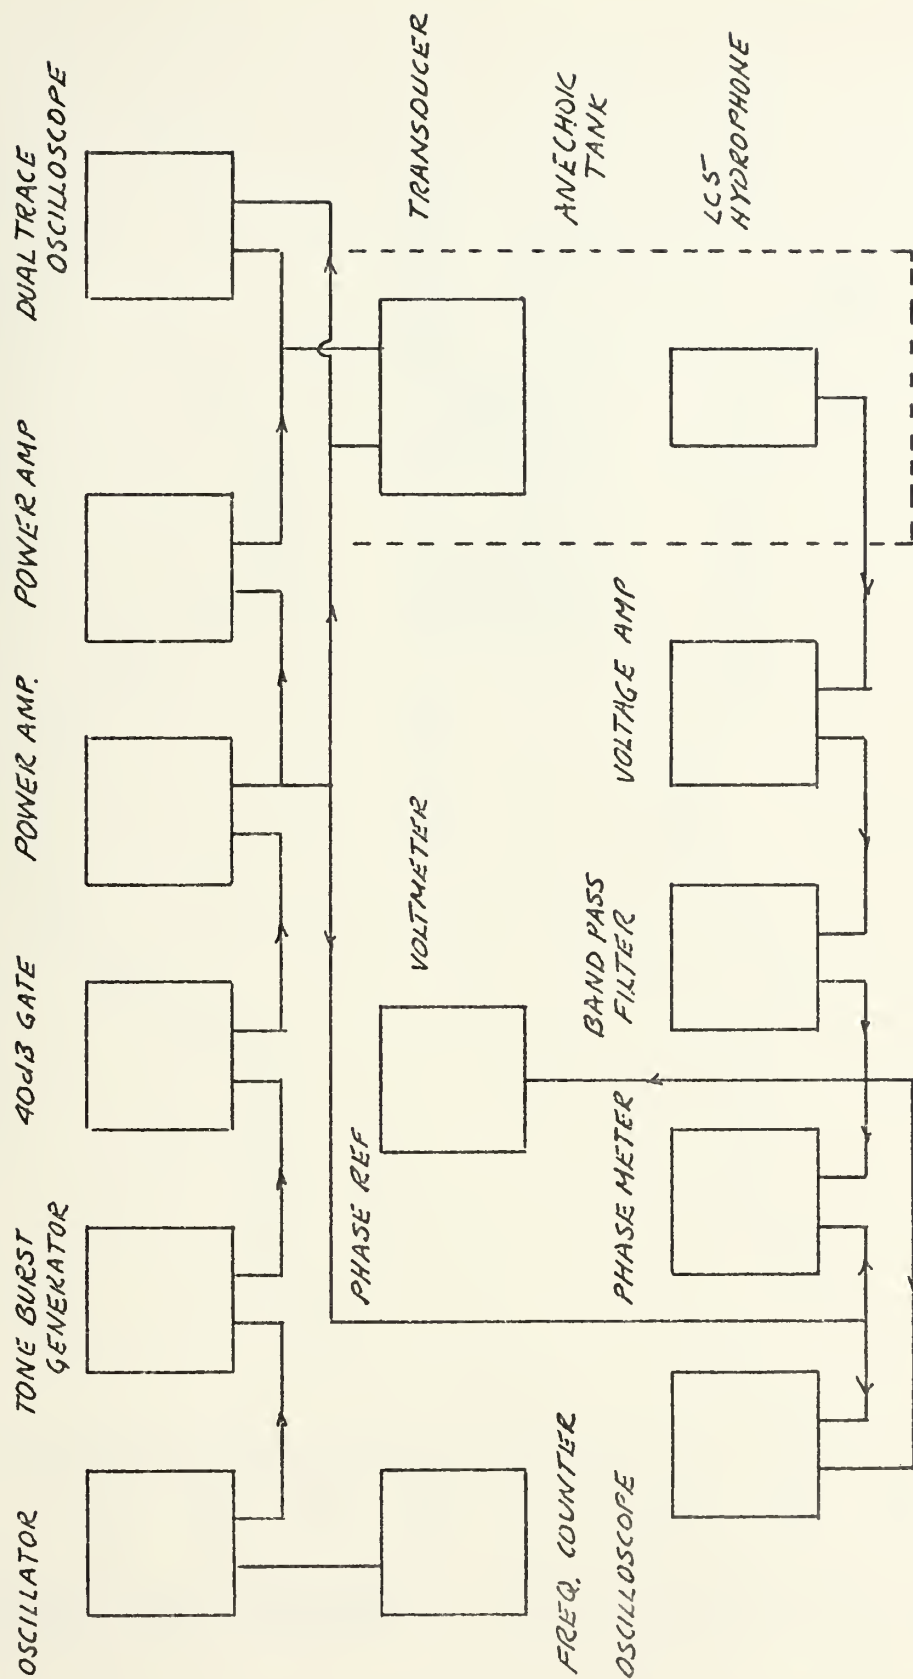 OSCILLATOR
TONE BURST
GENERATOR
40dB GATE
POWER AMP.
POWER AMP
DUAL TRACE
OSCILLOSCOPE
PHASE REF
VOLTMETER
TRANSDUCER
ANECHOIC
TANK
FREQ. COUNTER
OSCILLOSCOPE
PHASE METER
BAND PASS
FILTER
VOLTAGE AMP
LC5
HYDROPHONE